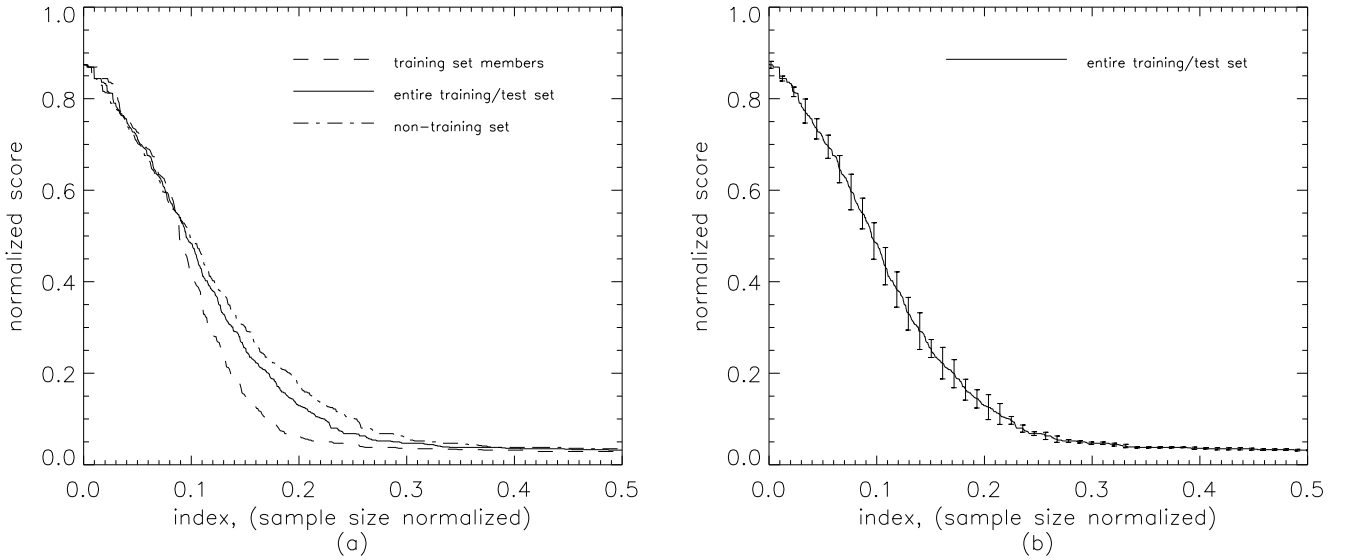 1.0
0.8
0.6
0.4
0.2
0.0
normalized score
training set members
entire training/test set
non-training set
0.0 0.1 0.2 0.3 0.4 0.5
index, (sample size normalized)
(a)
1.0
0.8
0.6
0.4
0.2
0.0
normalized score
entire training/test set
0.0 0.1 0.2 0.3 0.4 0.5
index, (sample size normalized)
(b)